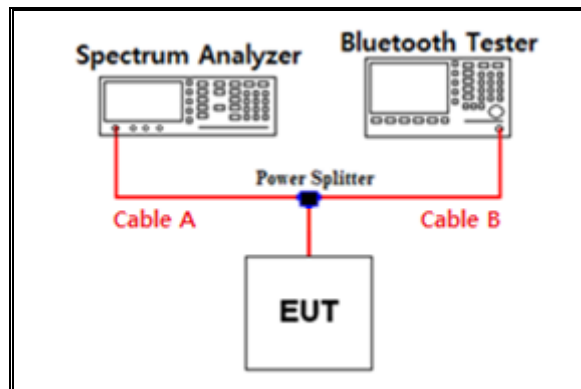 Spectrum Analyzer
Bluetooth Tester
Power Splitter
Cable A
Cable B
EUT